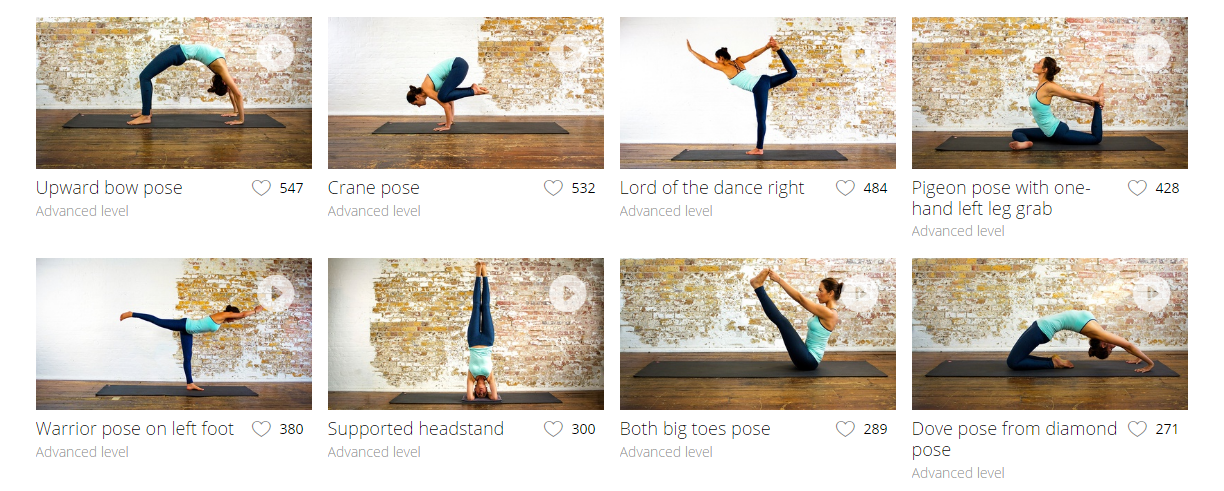 Upward bow pose 547
Advanced level
Crane pose 532
Advanced level
Lord of the dance right 484
Advanced level
Pigeon pose with one-
hand left leg grab
428
Advanced level
Warrior pose on left foot 380
Advanced level
Supported headstand 300
Advanced level
Both big toes pose 289
Advanced level
Dove pose from diamond
pose
271
Advanced level